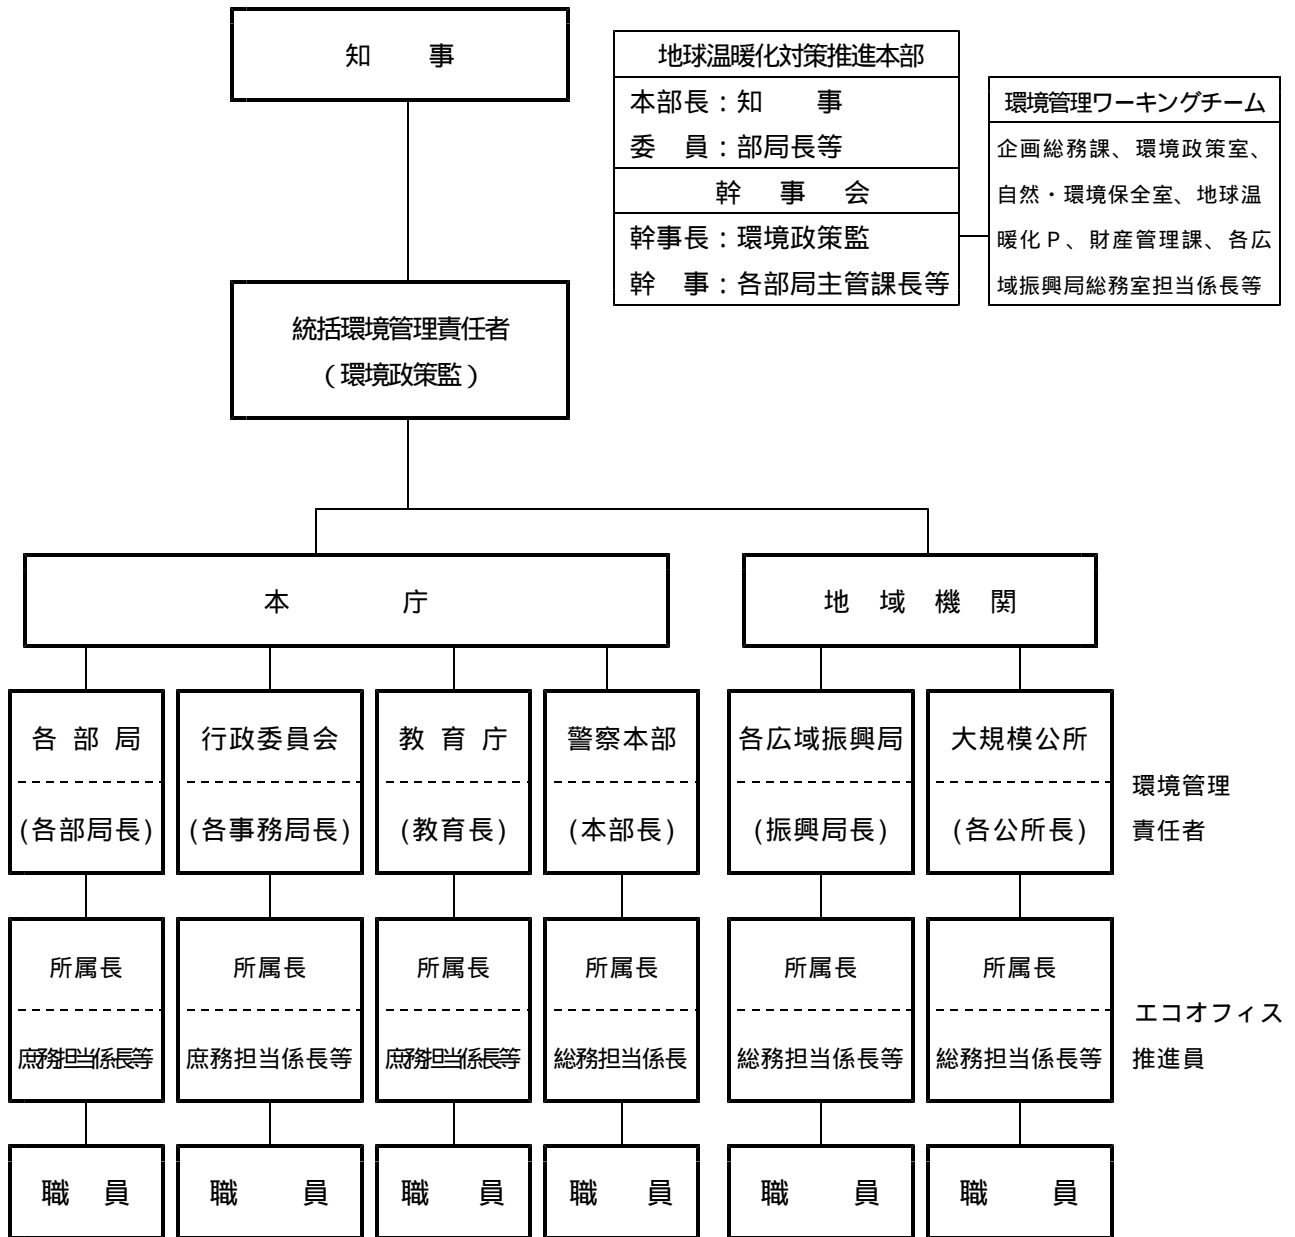 知　　事
地球温暖化対策推進本部
本部長：知　　事
委　員：部局長等
幹　事　会
幹事長：環境政策監
幹　事：各部局主管課長等
環境管理ワーキングチーム
企画総務課、環境政策室、
自然・環境保全室、地球温
暖化Ｐ、財産管理課、各広
域振興局総務室担当係長等
統括環境管理責任者
（環境政策監）
本　　　　庁
地　域　機　関
各 部 局
(各部局長)
行政委員会
(各事務局長)
教 育 庁
(教育長)
警察本部
(本部長)
各広域振興局
(振興局長)
大規模公所
(各公所長)
環境管理
責任者
所属長
庶務担当係長等
所属長
庶務担当係長等
所属長
庶務担当係長等
所属長
総務担当係長
所属長
総務担当係長等
所属長
総務担当係長等
エコオフィス
推進員
職　員
職　　員
職　員
職　員
職　　員
職　　員